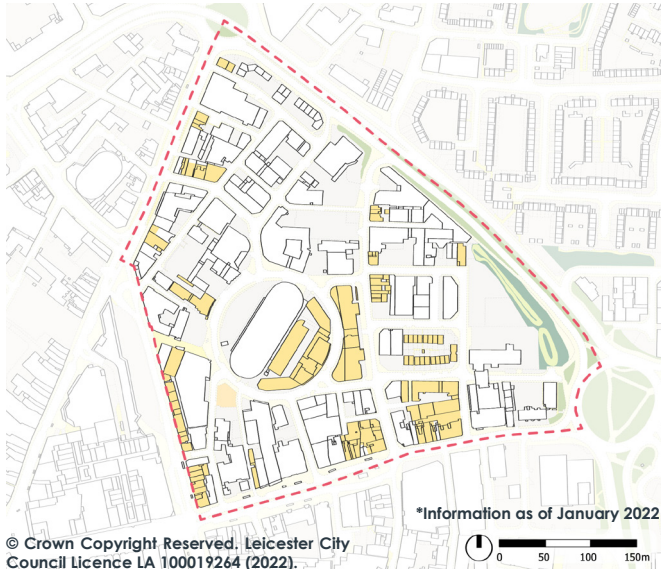 *Information as of January 2022
© Crown Copyright Reserved. Leicester City
Council Licence LA 100019264 (2022).
0 50 100 150m